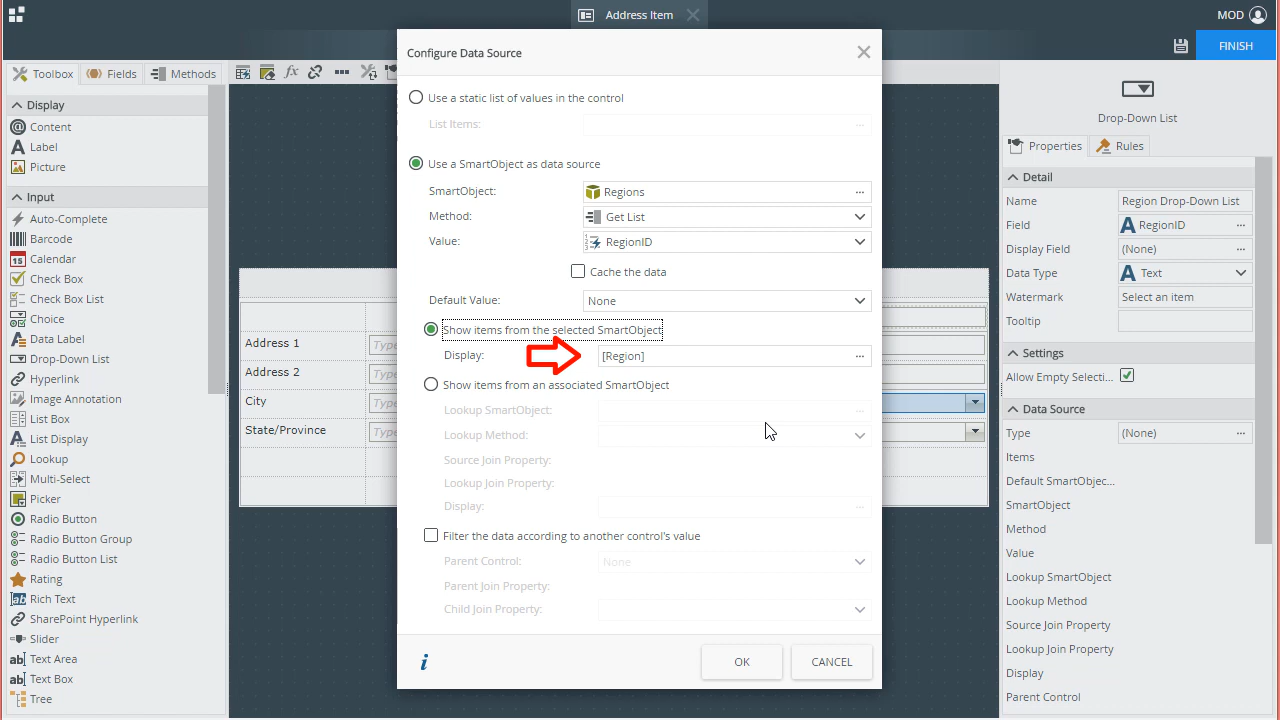 Address Item
MOD
FINISH
Configure Data Source
Toolbox
Fields
Methods
Display
Content
Label
Picture
Input
Auto-Complete
Barcode
Calendar
Check Box
Check Box List
Choice
Data Label
Drop-Down List
Hyperlink
Image Annotation
List Box
List Display
Lookup
Multi-Select
Picker
Radio Button
Radio Button Group
Radio Button List
Rating
Rich Text
SharePoint Hyperlink
Slider
Text Area
Text Box
Tree
Address 1
Type
Address 2
Type
City
Type
State/Province
Type
Use a static list of values in the control
List Items:
Use a SmartObject as data source
SmartObject:
Regions
Method:
Get List
Value:
RegionID
Cache the data
Default Value:
None
Show items from the selected SmartObject
Display:
[Region]
Show items from an associated SmartObject
Lookup SmartObject:
Lookup Method:
Source Join Property:
Lookup Join Property:
Display:
Filter the data according to another control's value
Parent Control:
None
Parent Join Property:
Child Join Property:
OK
CANCEL
Drop-Down List
Properties
Rules
Detail
Name
Region Drop-Down List
Field
RegionID
Display Field
(None)
Data Type
Text
Watermark
Select an item
Tooltip
Settings
Allow Empty Selecti...
Data Source
Type
(None)
Items
Default SmartObjec...
SmartObject
Method
Value
Lookup SmartObject
Lookup Method
Source Join Property
Lookup Join Property
Display
Parent Control